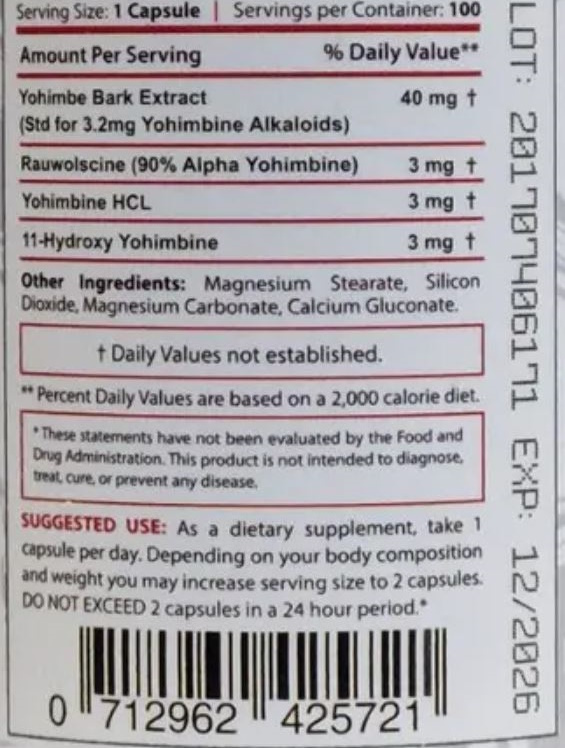 Serving Size: 1 Capsule | Servings per Container: 100
Amount Per Serving % Daily Value**
Yohimbe Bark Extract 40 mg †
(Std for 3.2mg Yohimbine Alkaloids)
Rauwolscine (90% Alpha Yohimbine) 3 mg †
Yohimbine HCL 3 mg †
11-Hydroxy Yohimbine 3 mg †
Other Ingredients: Magnesium Stearate, Silicon
Dioxide, Magnesium Carbonate, Calcium Gluconate.
† Daily Values not established.
** Percent Daily Values are based on a 2,000 calorie diet.
* These statements have not been evaluated by the Food and
Drug Administration. This product is not intended to diagnose,
treat, cure, or prevent any disease.
SUGGESTED USE: As a dietary supplement, take 1
capsule per day. Depending on your body composition
and weight you may increase serving size to 2 capsules.
DO NOT EXCEED 2 capsules in a 24 hour period.*
0 712962 425721
LOT: 201707406171 EXP: 12/2026